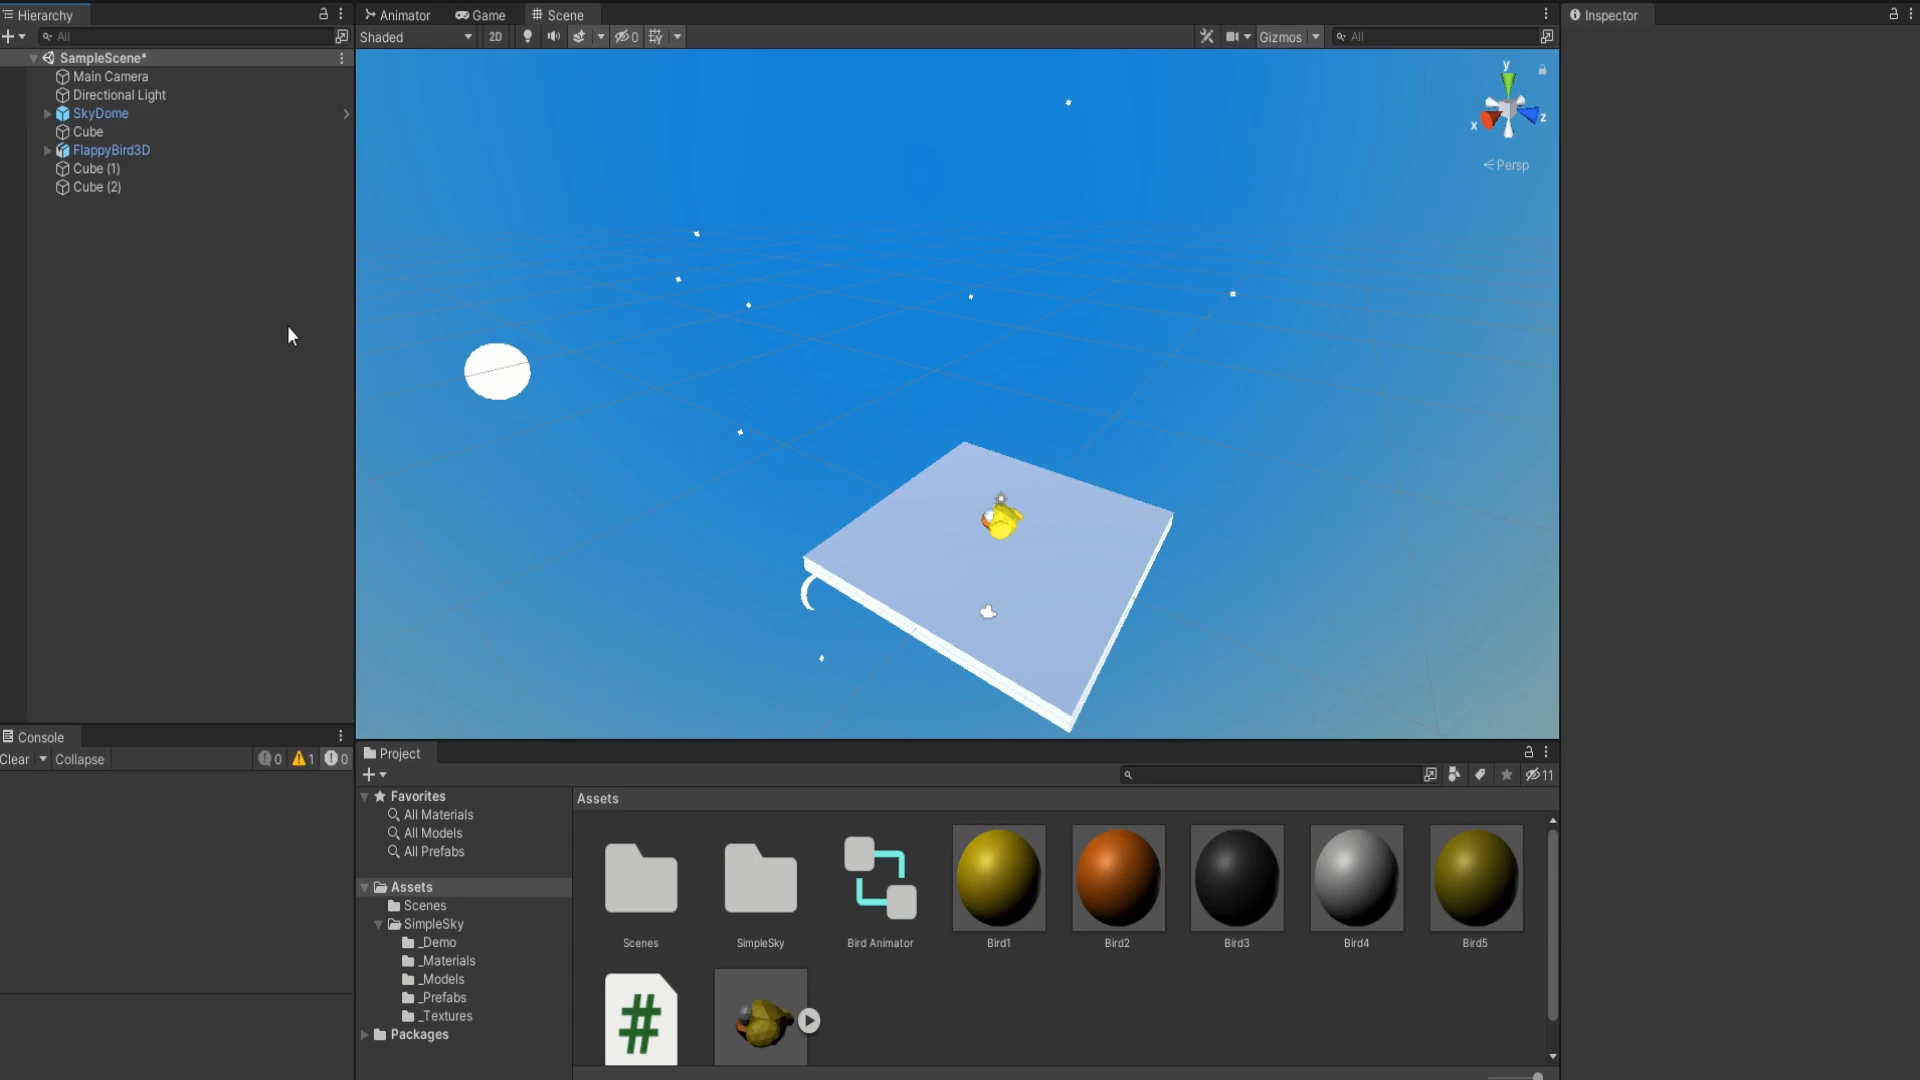 Hierarchy
All
SampleScene*
Main Camera
Directional Light
SkyDome
Cube
FlappyBird3D
Cube (1)
Cube (2)
Animator
Game
Scene
Shaded
2D
0
Gizmos
All
y
x
z
Persp
Inspector
Console
Clear
Collapse
0
1
0
Project
11
Favorites
All Materials
All Models
All Prefabs
Assets
Scenes
SimpleSky
_Demo
_Materials
_Models
_Prefabs
_Textures
Packages
Assets
Scenes
SimpleSky
Bird Animator
Bird1
Bird2
Bird3
Bird4
Bird5
#